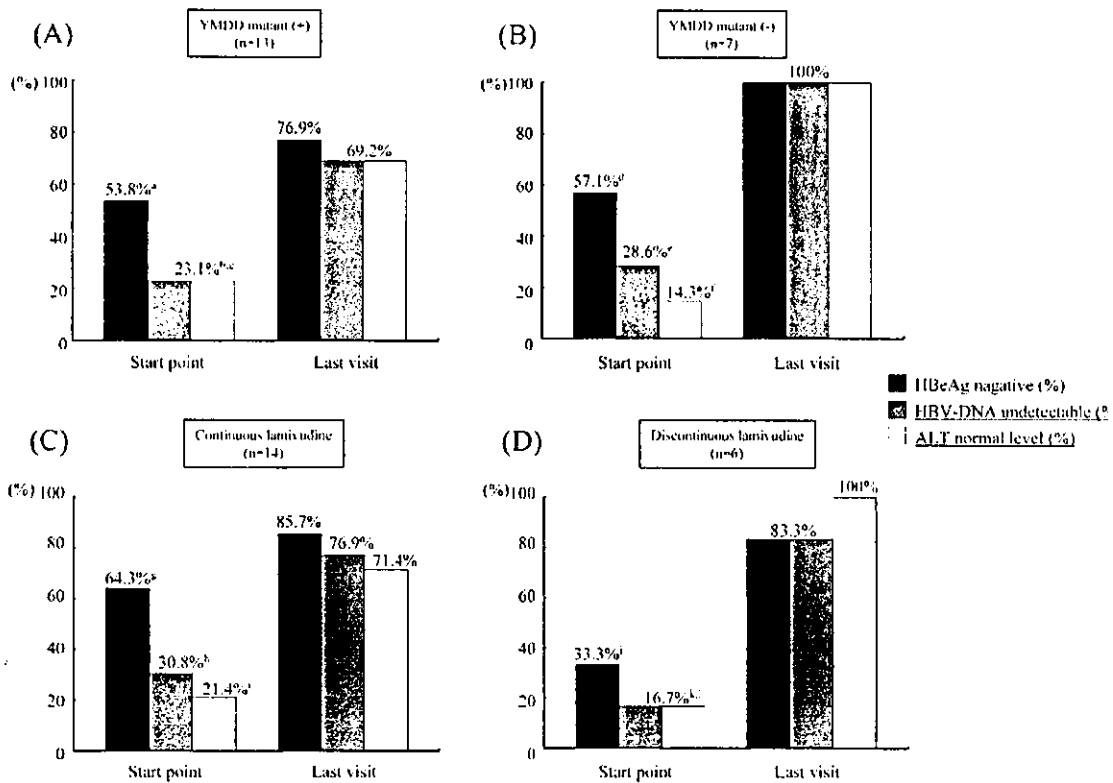 (A)
YMDD mutant (+)
(n=13)
(%)
100
80
60
40
20
0
53.8%a
23.1%b,c
76.9%
69.2%
Start point
Last visit
(B)
YMDD mutant (-)
(n=7)
(%)
100
80
60
40
20
0
57.1%d
28.6%e
14.3%f
100%
Start point
Last visit
HBeAg nagative (%)
HBV-DNA undetectable (%
ALT normal level (%)
(C)
Continuous lamivudine
(n=14)
(%)
100
80
60
40
20
0
64.3%g
30.8%h
21.4%i
85.7%
76.9%
71.4%
Start point
Last visit
(D)
Discontinuous lamivudine
(n=6)
(%)
100
80
60
40
20
0
33.3%j
16.7%
83.3%
100%
Start point
Last visit